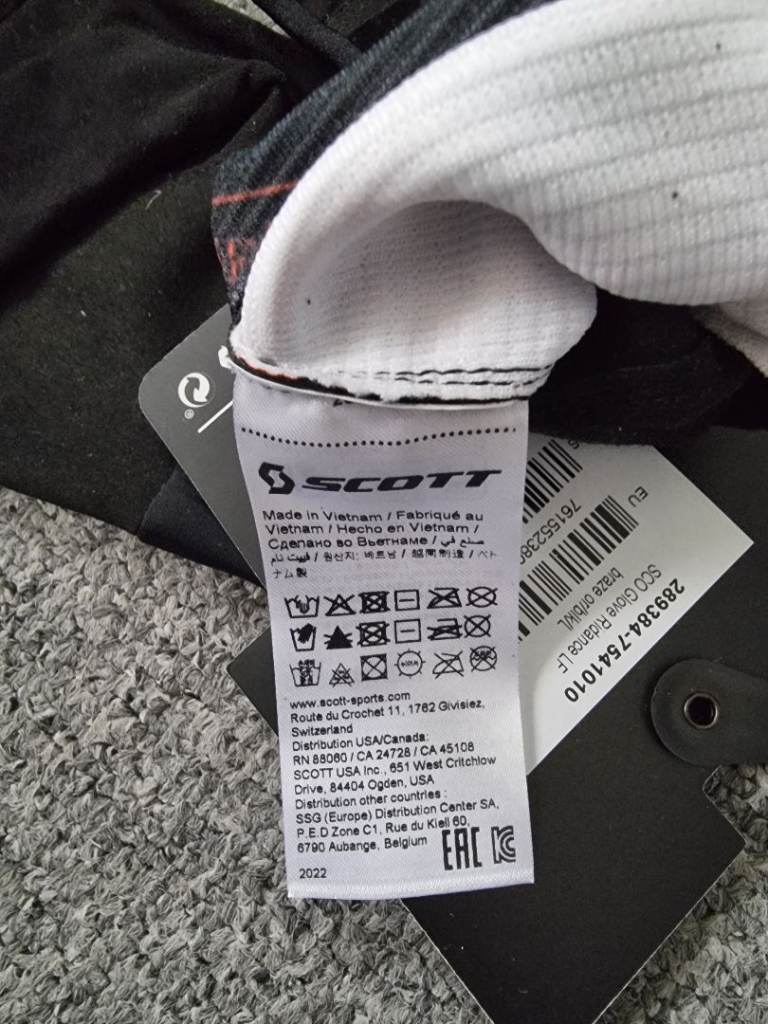 SCOTT
Made in Vietnam / Fabriqué au
Vietnam / Hecho en Vietnam /
Сделано во Вьетнаме / صنع في
فييت نام / 원산지: 베트남 / 越南制造 / ベト
ナム製
www.scott-sports.com
Route du Crochet 11, 1762 Givisiez,
Switzerland
Distribution USA/Canada:
RN 88060 / CA 24728 / CA 45108
SCOTT USA Inc., 651 West Critchlow
Drive, 84404 Ogden, USA
Distribution other countries :
SSG (Europe) Distribution Center SA,
P.E.D Zone C1, Rue du Kiell 60,
6790 Aubange, Belgium
EAC
2022
EU
761552389
SCO Glove Ridance LF
289384-7541010